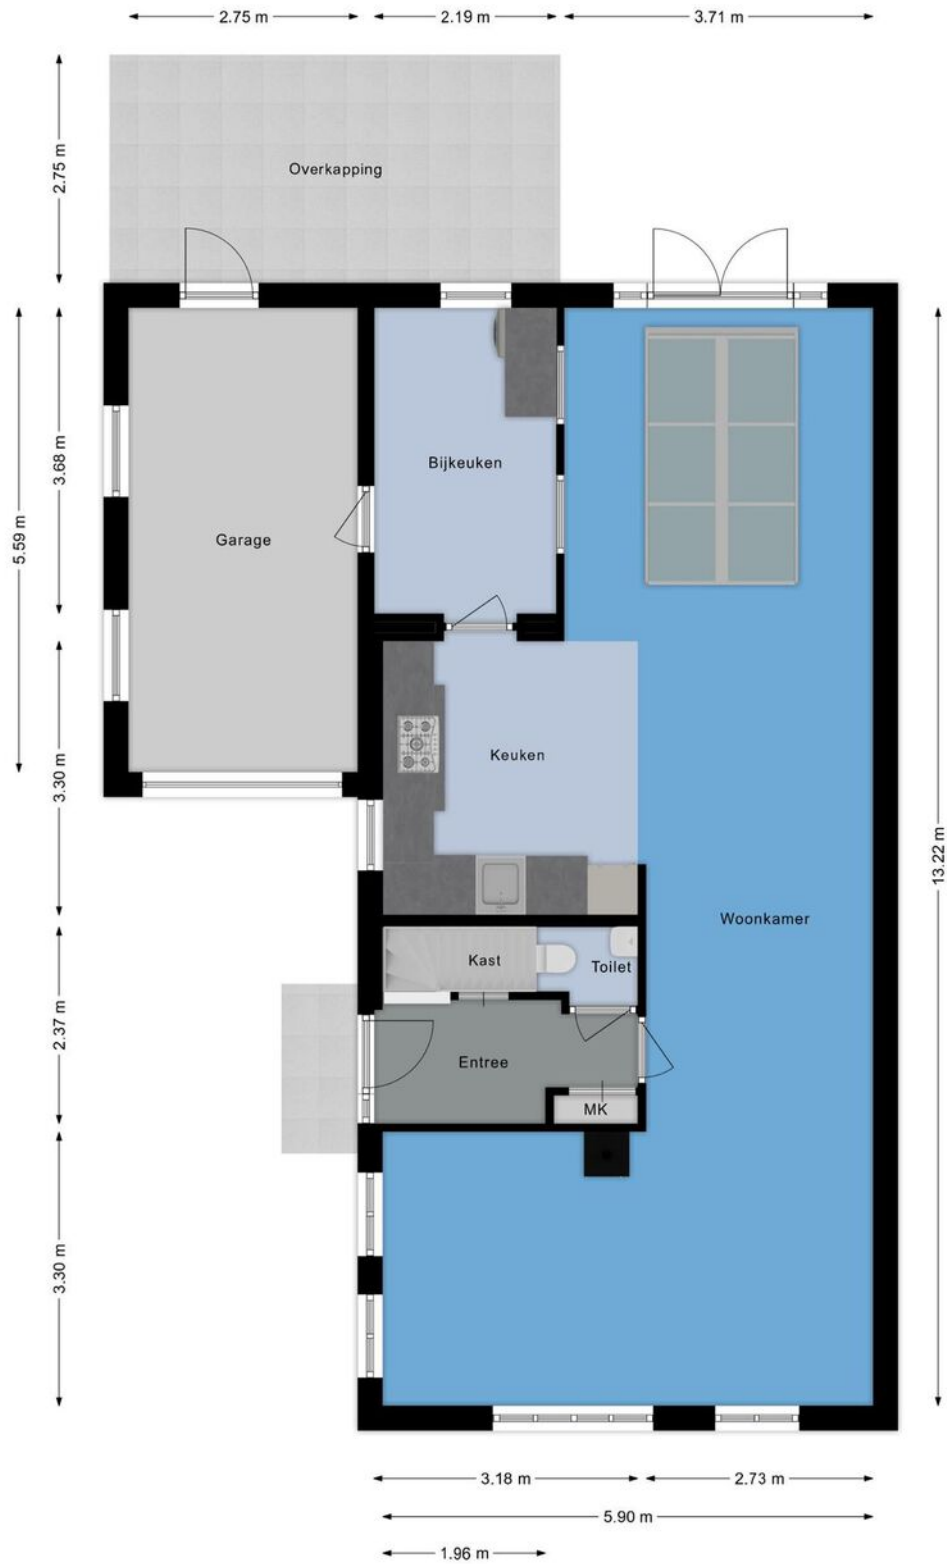 2.75 m
2.19 m
3.71 m
2.75 m
Overkapping
3.68 m
5.59 m
Bijkeuken
Garage
3.30 m
Keuken
13.22 m
Woonkamer
Kast
Toilet
2.37 m
Entree
MK
3.30 m
3.18 m
2.73 m
5.90 m
1.96 m